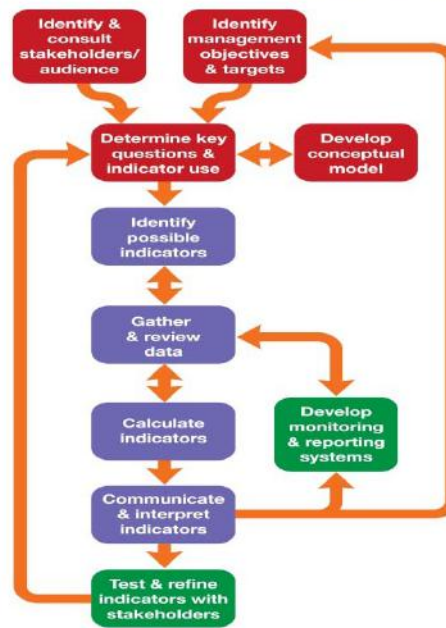 Identify &
consult
stakeholders/
audience
Identify
management
objectives
& targets
Determine key
questions &
indicator use
Develop
conceptual
model
Identify
possible
indicators
Gather
& review
data
Calculate
indicators
Develop
monitoring
& reporting
systems
Communicate
& interpret
indicators
Test & refine
indicators with
stakeholders